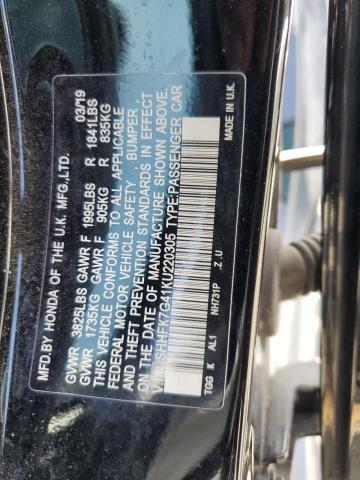 MFD.BY HONDA OF THE U.K. MFG.,LTD.
03/19
GVWR 3825LBS GAWR F 1995LBS R 1841LBS
GVWR 1735KG GAWR F 905KG R 835KG
THIS VEHICLE CONFORMS TO ALL APPLICABLE
FEDERAL MOTOR VEHICLE SAFETY, BUMPER,
THEFT PREVENTION STANDARDS IN EFFECT
ON THE DATE OF MANUFACTURE SHOWN ABOVE.
V.I.N.:SHHFK7G41KU220305 TYPE:PASSENGER CAR
NH731P Z.U MADE IN U.K.
TGG K AL1